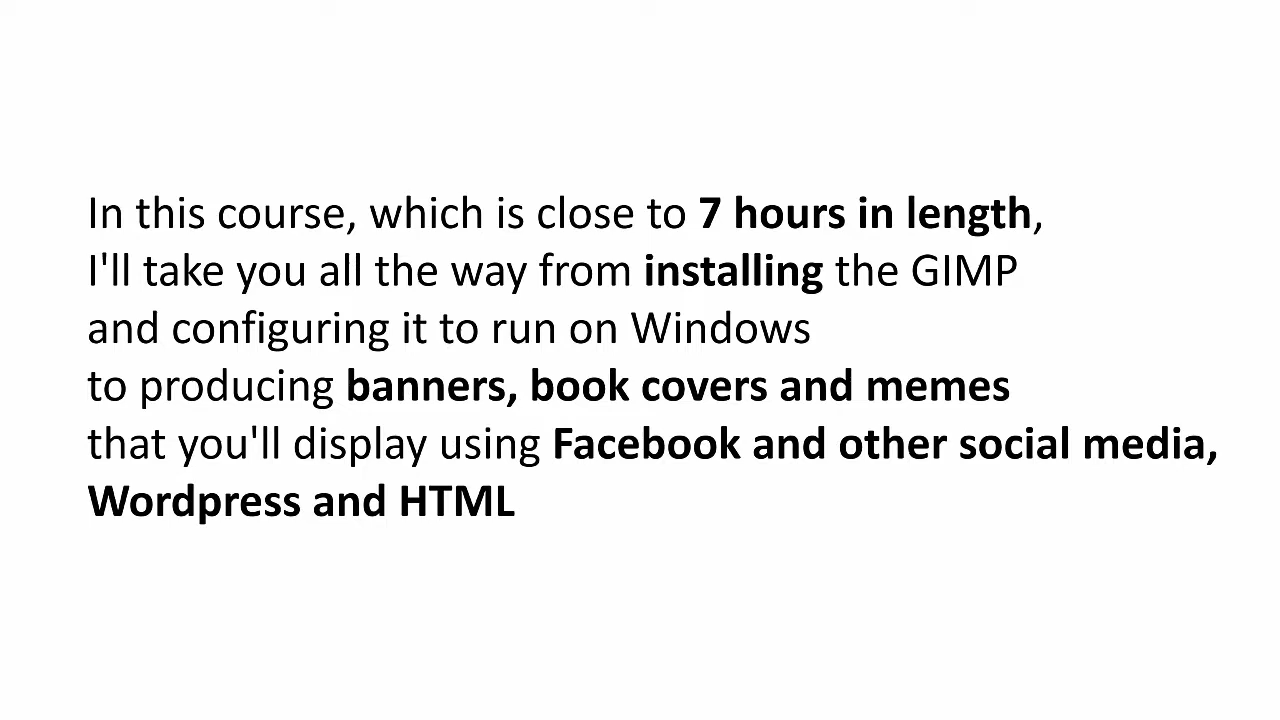 In this course, which is close to 7 hours in length,
I'll take you all the way from installing the GIMP
and configuring it to run on Windows
to producing banners, book covers and memes
that you'll display using Facebook and other social media,
Wordpress and HTML